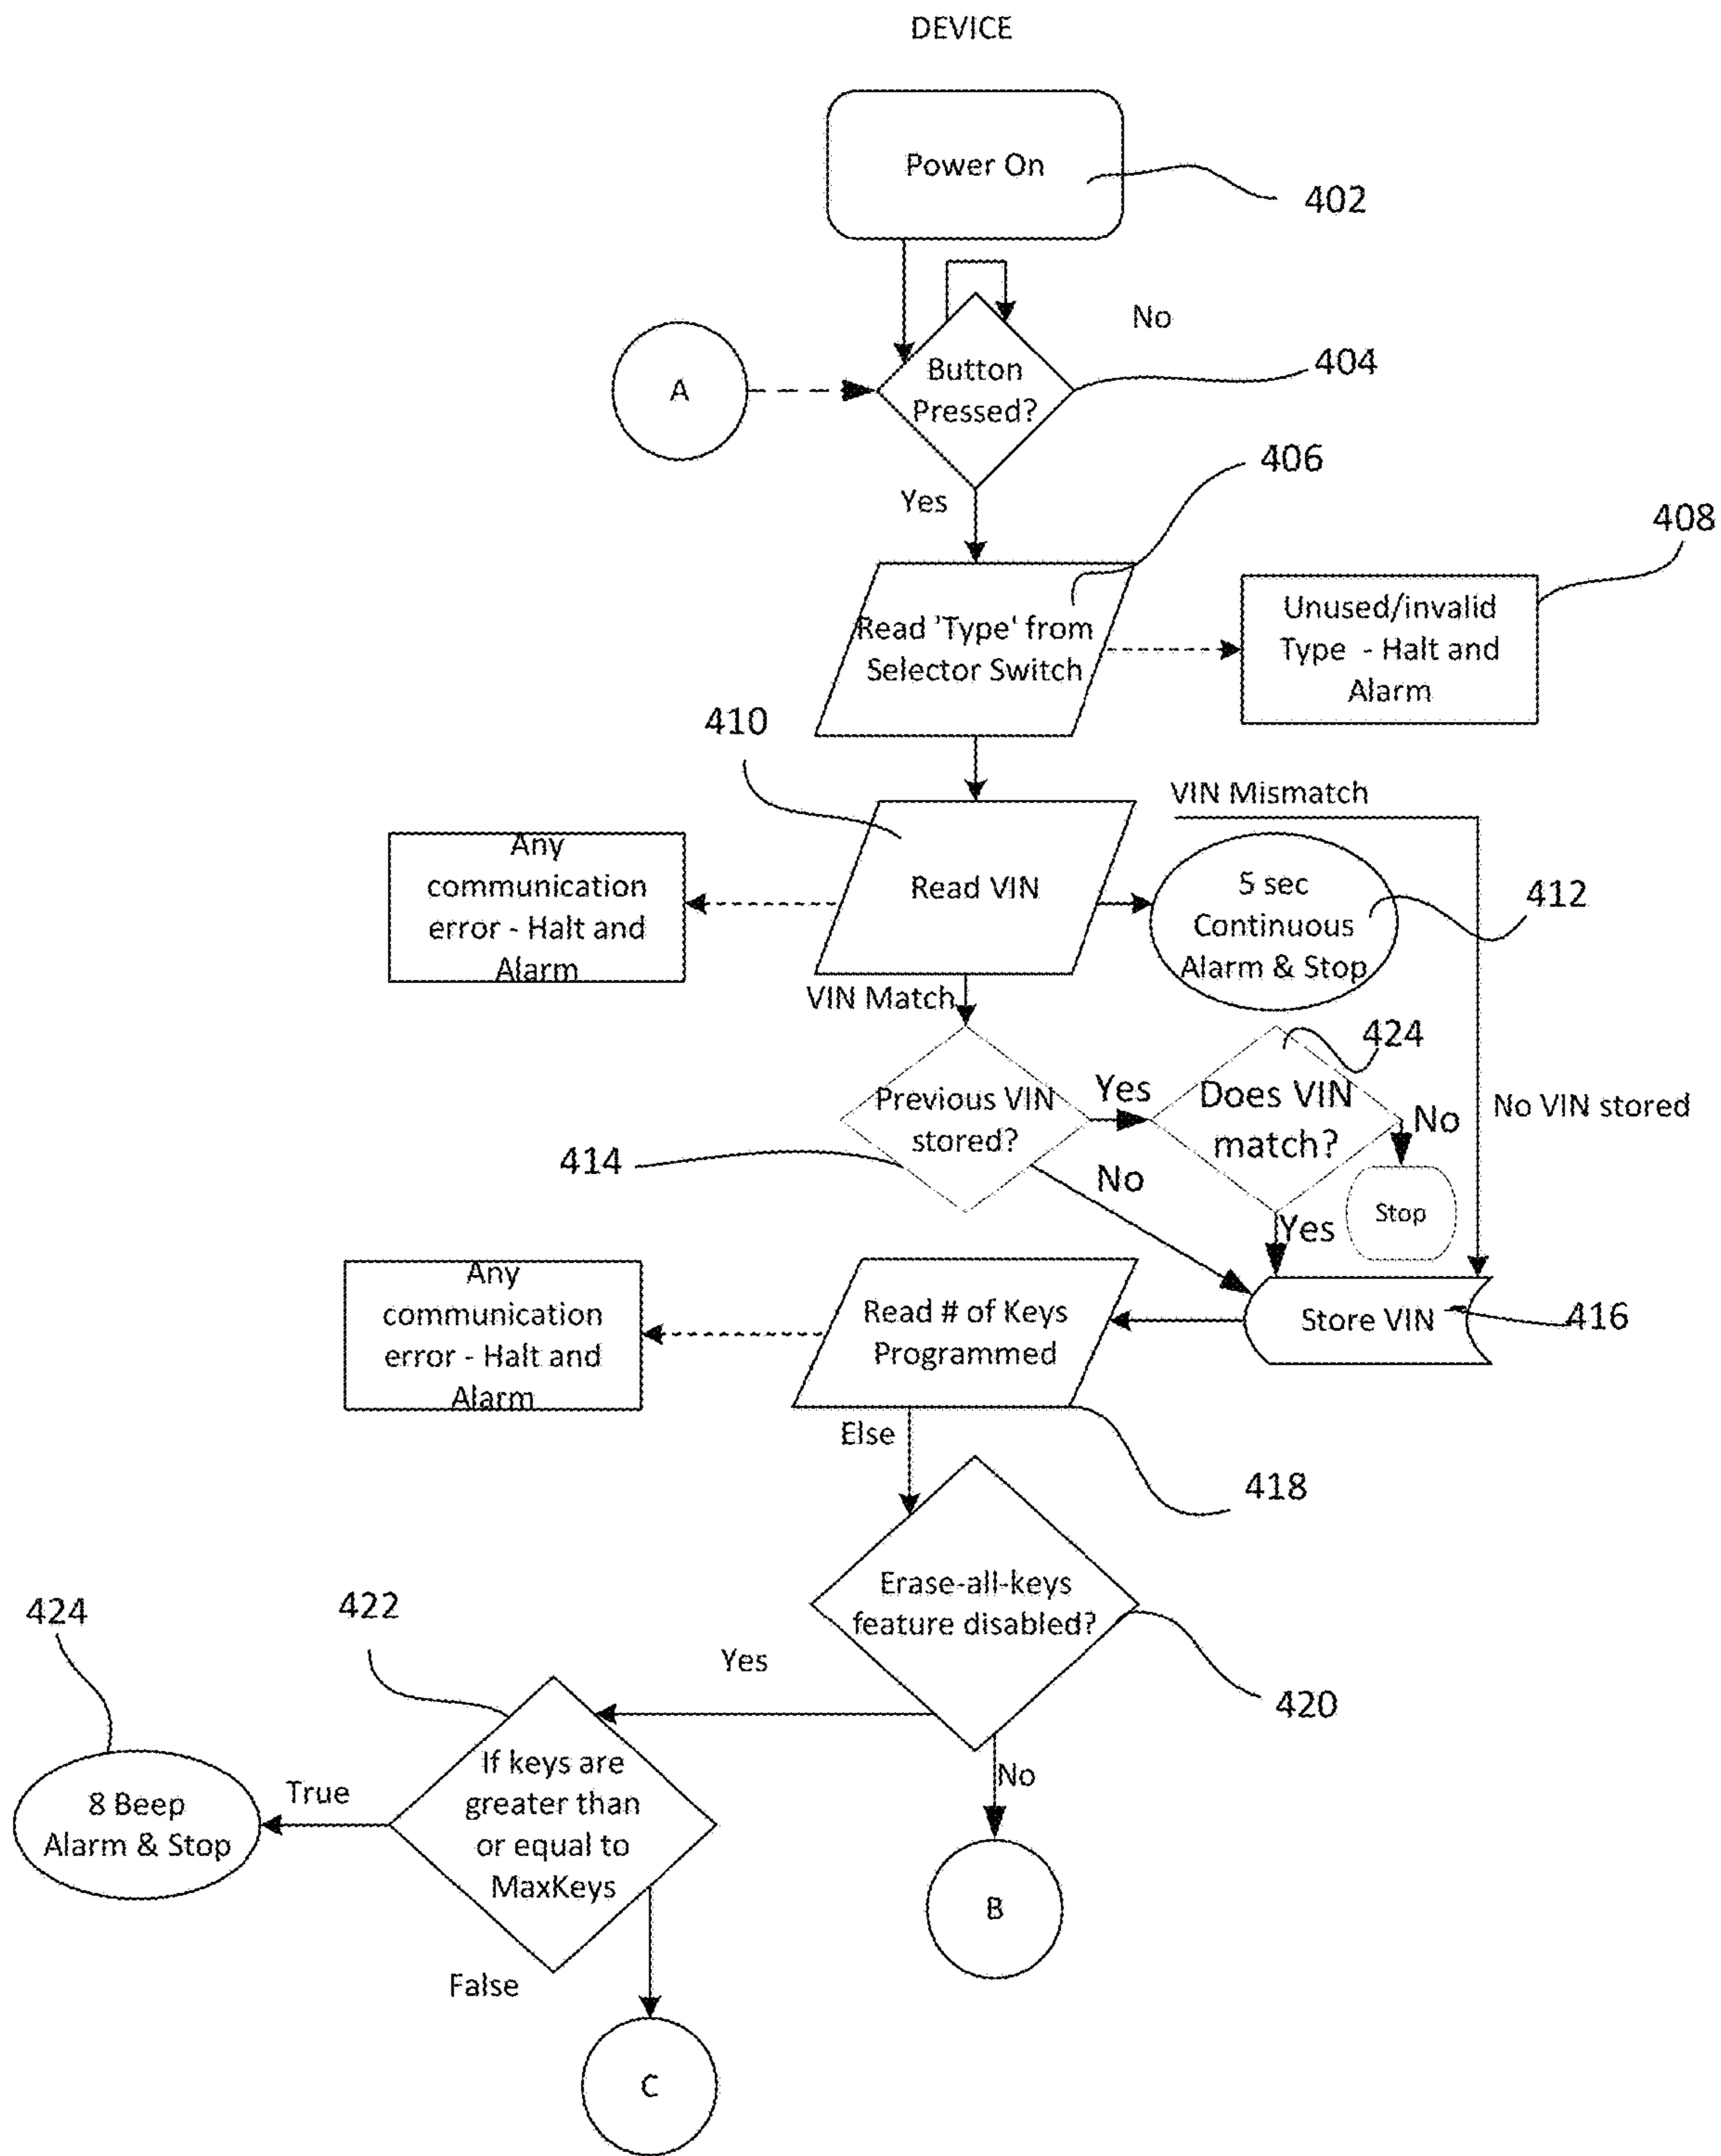 DEVICE
Power On
402
No
Button
Pressed?
404
A
406
Yes
408
Read 'Type' from
Selector Switch
Unused/invalid
Type - Halt and
Alarm
410
VIN Mismatch
Any
communication
error - Halt and
Alarm
Read VIN
5 sec
Continuous
Alarm & Stop
412
VIN Match
424
Previous VIN
stored?
Yes
Does VIN
match?
No
No VIN stored
414
No
Stop
Yes
Any
communication
error - Halt and
Alarm
Read # of Keys
Programmed
Store VIN
416
Else
418
Erase-all-keys
feature disabled?
424
422
Yes
420
If keys are
greater than
or equal to
MaxKeys
True
8 Beep
Alarm & Stop
No
B
False
C